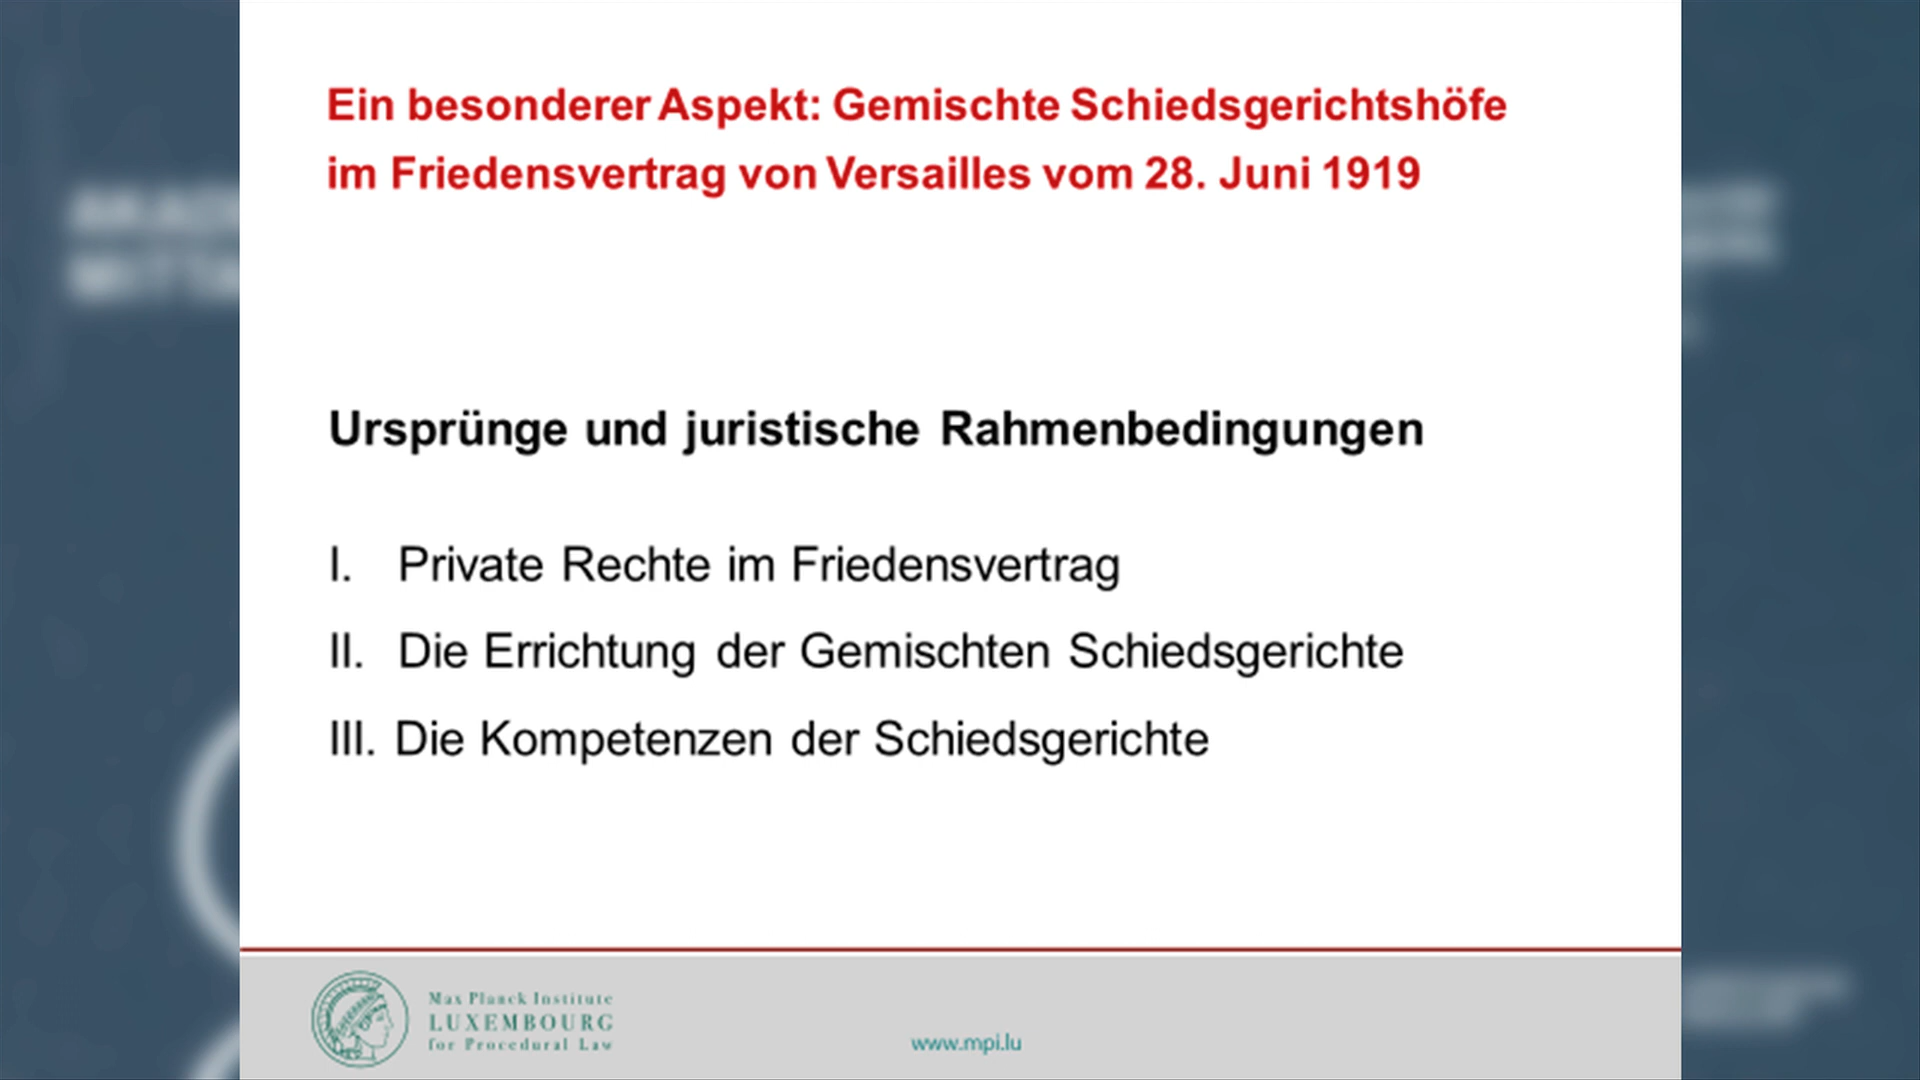 Ein besonderer Aspekt: Gemischte Schiedsgerichtshöfe
im Friedensvertrag von Versailles vom 28. Juni 1919
Ursprünge und juristische Rahmenbedingungen
I. Private Rechte im Friedensvertrag
II. Die Errichtung der Gemischten Schiedsgerichte
III. Die Kompetenzen der Schiedsgerichte
Max Planck Institute
LUXEMBOURG
for Procedural Law
www.mpi.lu